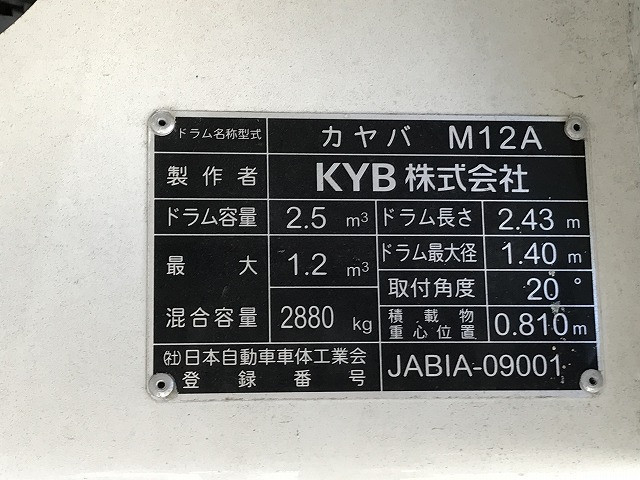 ドラム名称型式 カヤバ M12A
製作者 KYB 株式会社
ドラム容量 2.5 m³ ドラム長さ 2.43 m
最大 1.2 m³ ドラム最大径 1.40 m
取付角度 20°
混合容量 2880 kg 積載物重心位置 0.810m
㈳日本自動車車体工業会
登録番号 JABIA-09001